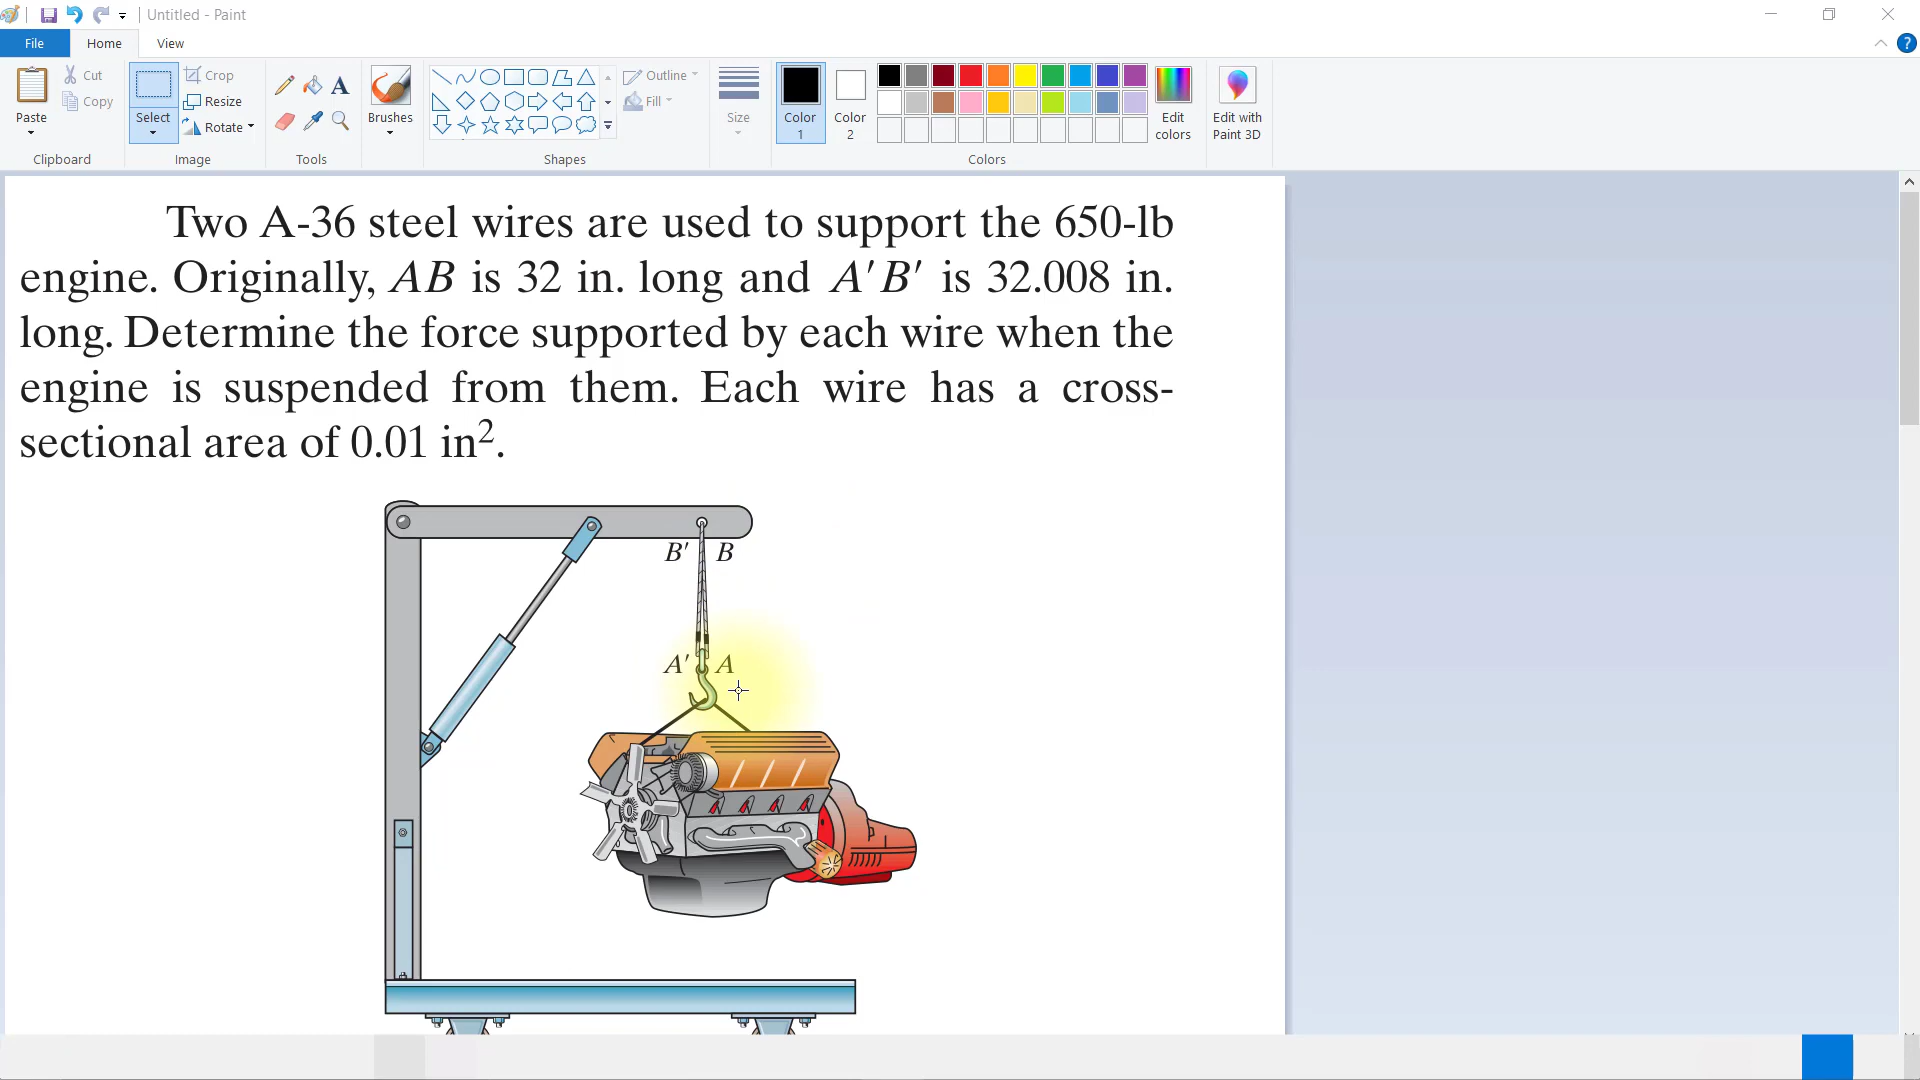 Untitled - Paint
File Home View
Paste
Cut
Copy
Clipboard
Select
Crop
Resize
Rotate
Image
A
Tools
Brushes
Shapes
Outline
Fill
Size
Color 1
Color 2
Edit colors
Edit with Paint 3D
Colors
?
Two A-36 steel wires are used to support the 650-lb
engine. Originally, AB is 32 in. long and A′B′ is 32.008 in.
long. Determine the force supported by each wire when the
engine is suspended from them. Each wire has a cross-
sectional area of 0.01 in².
B′ B
A′ A